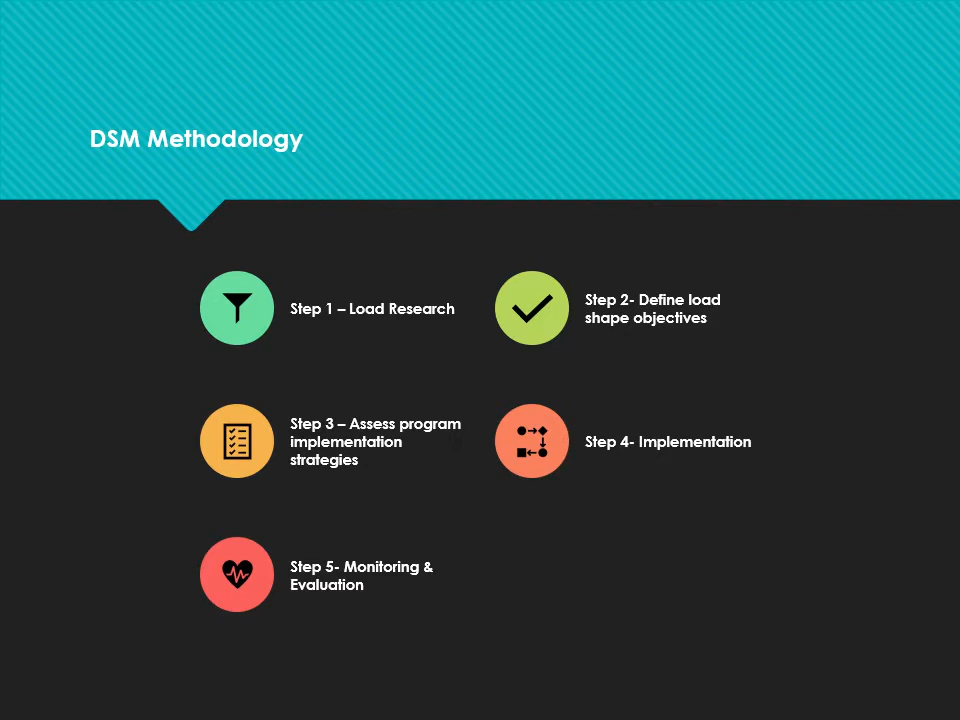 DSM Methodology
Step 1 – Load Research
Step 2- Define load
shape objectives
Step 3 – Assess program
implementation
strategies
Step 4- Implementation
Step 5- Monitoring &
Evaluation